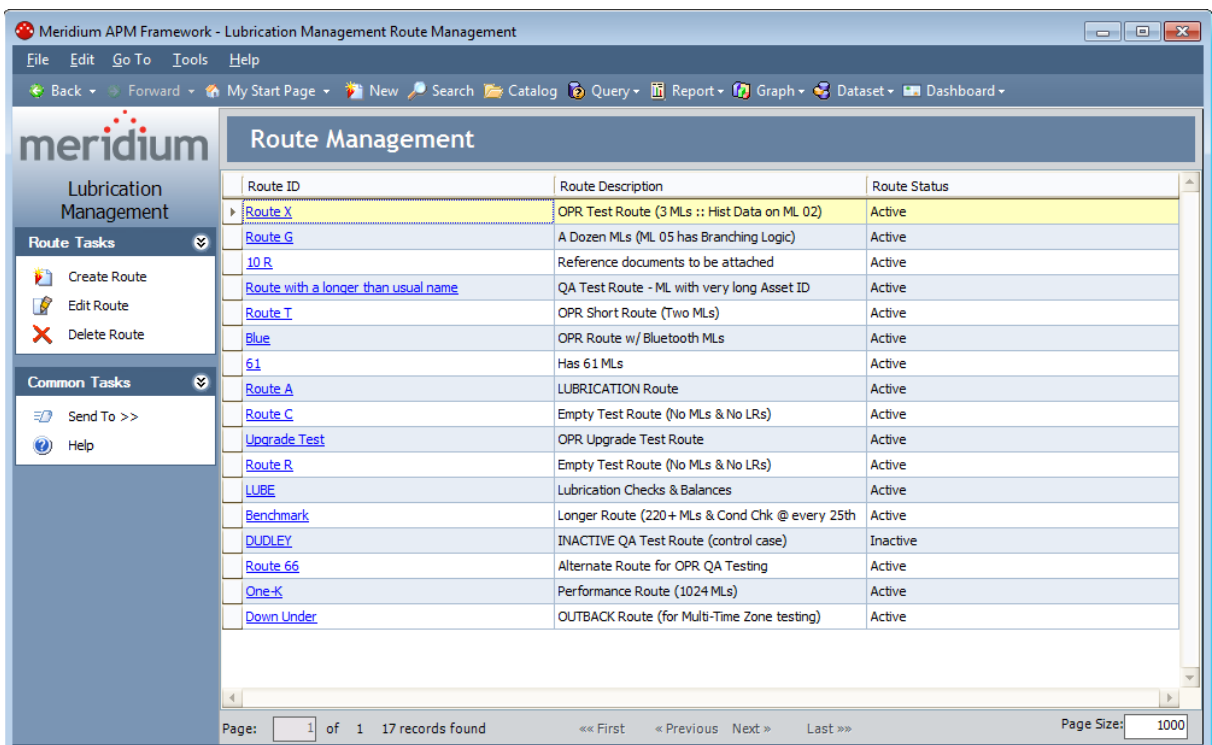 Meridium APM Framework - Lubrication Management Route Management
File Edit Go To Tools Help
Back Forward My Start Page New Search Catalog Query Report Graph Dataset Dashboard
meridium
Lubrication
Management
Route Tasks
Create Route
Edit Route
Delete Route
Common Tasks
Send To >>
Help
Route Management
Route ID Route Description Route Status
Route X OPR Test Route (3 MLs :: Hist Data on ML 02) Active
Route G A Dozen MLs (ML 05 has Branching Logic) Active
10 R Reference documents to be attached Active
Route with a longer than usual name QA Test Route - ML with very long Asset ID Active
Route T OPR Short Route (Two MLs) Active
Blue OPR Route w/ Bluetooth MLs Active
61 Has 61 MLs Active
Route A LUBRICATION Route Active
Route C Empty Test Route (No MLs & No LRs) Active
Upgrade Test OPR Upgrade Test Route Active
Route R Empty Test Route (No MLs & No LRs) Active
LUBE Lubrication Checks & Balances Active
Benchmark Longer Route (220+ MLs & Cond Chk @ every 25th Active
DUDLEY INACTIVE QA Test Route (control case) Inactive
Route 66 Alternate Route for OPR QA Testing Active
One-K Performance Route (1024 MLs) Active
Down Under OUTBACK Route (for Multi-Time Zone testing) Active
Page: 1 of 1 17 records found «« First « Previous Next » Last »» Page Size: 1000